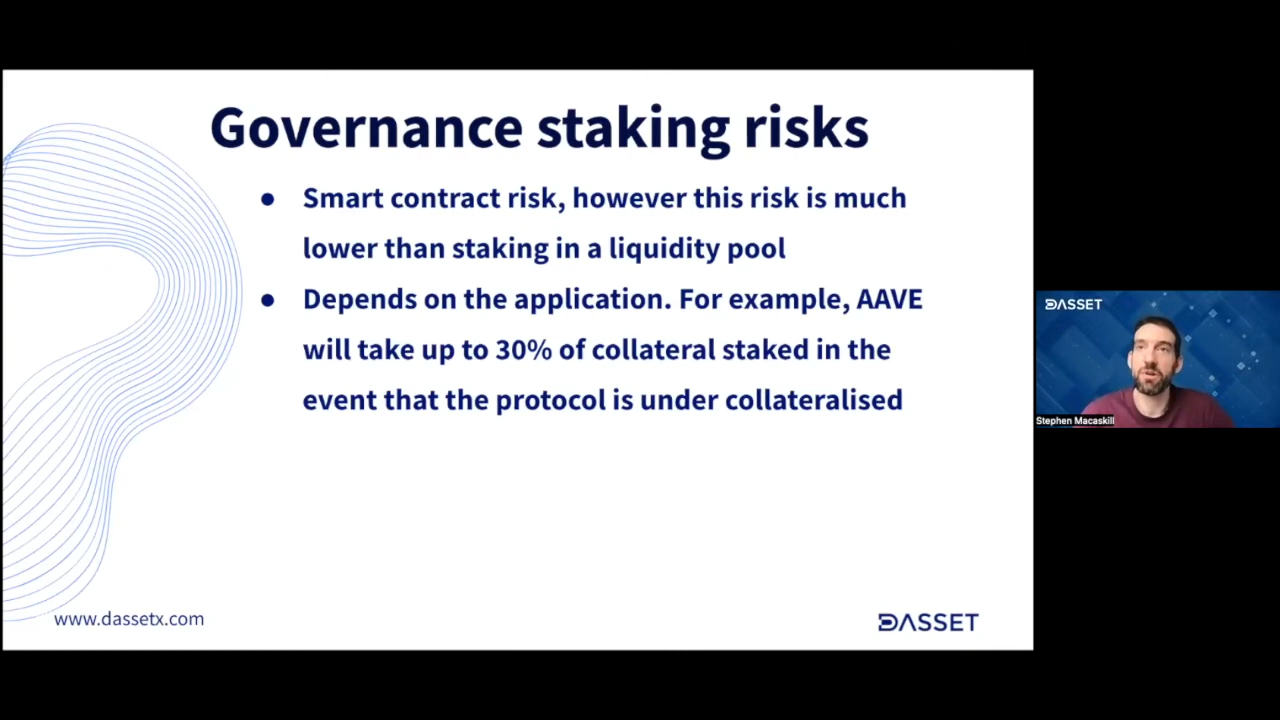 Governance staking risks
● Smart contract risk, however this risk is much
lower than staking in a liquidity pool
● Depends on the application. For example, AAVE
will take up to 30% of collateral staked in the
event that the protocol is under collateralised
www.dassetx.com
DASSET
DASSET
Stephen Macaskill